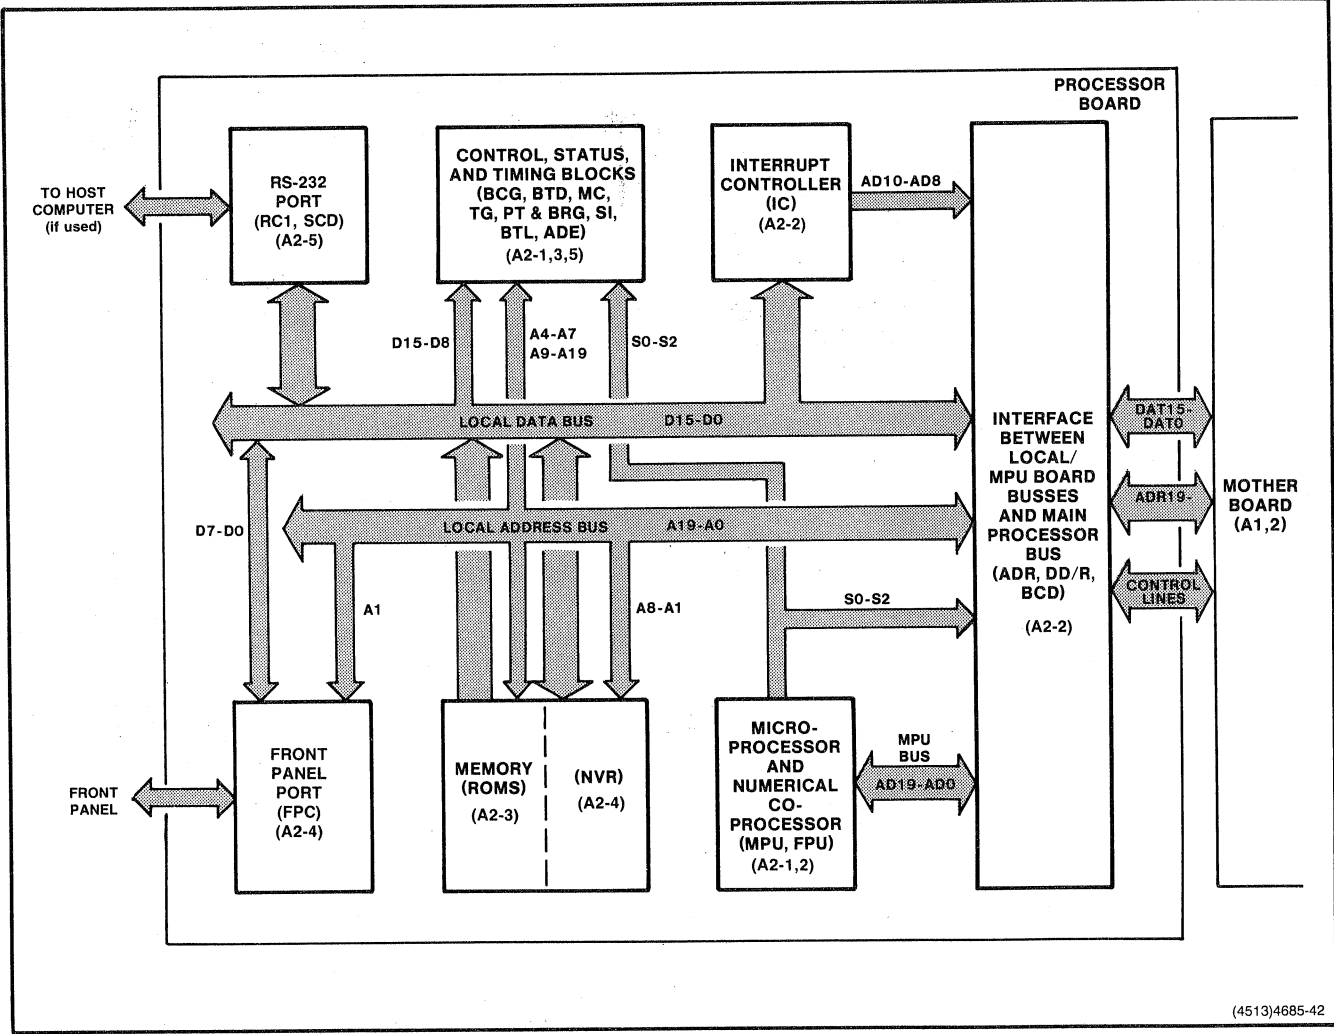 PROCESSOR
BOARD
TO HOST
COMPUTER
(if used)
RS-232
PORT
(RC1, SCD)
(A2-5)
CONTROL, STATUS,
AND TIMING BLOCKS
(BCG, BTD, MC,
TG, PT & BRG, SI,
BTL, ADE)
(A2-1,3,5)
INTERRUPT
CONTROLLER
(IC)
(A2-2)
AD10-AD8
D15-D8
A4-A7
A9-A19
S0-S2
LOCAL DATA BUS
D15-D0
D7-D0
LOCAL ADDRESS BUS
A19-A0
A1
A8-A1
S0-S2
INTERFACE
BETWEEN
LOCAL/
MPU BOARD
BUSSES
AND MAIN
PROCESSOR
BUS
(ADR, DD/R,
BCD)
(A2-2)
DAT15-
DAT0
ADR19-
CONTROL
LINES
MOTHER
BOARD
(A1,2)
FRONT
PANEL
FRONT
PANEL
PORT
(FPC)
(A2-4)
MEMORY
(ROMS)
(A2-3)
(NVR)
(A2-4)
MICRO-
PROCESSOR
AND
NUMERICAL
CO-
PROCESSOR
(MPU, FPU)
(A2-1,2)
MPU
BUS
AD19-AD0
(4513)4685-42